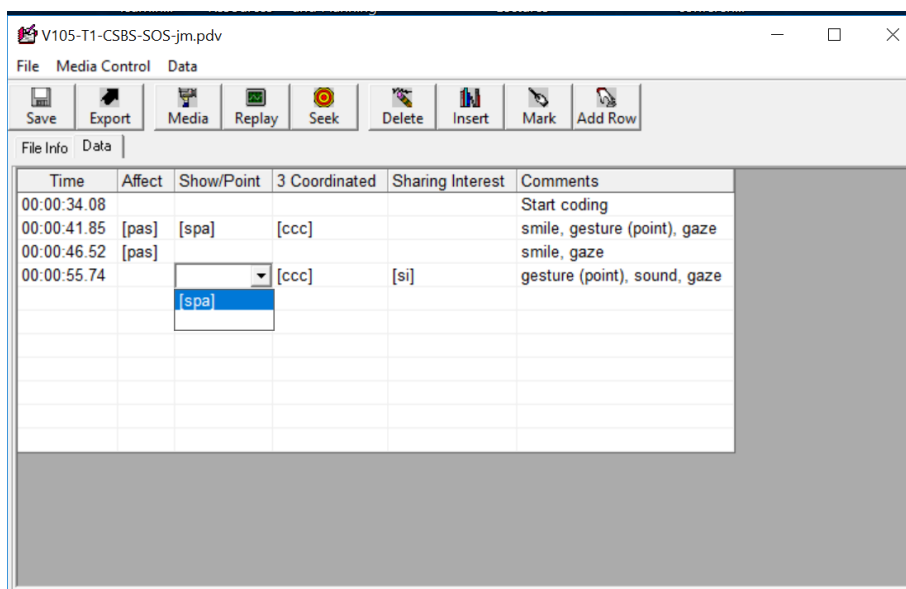 V105-T1-CSBS-SOS-jm.pdv
File Media Control Data
Save Export Media Replay Seek Delete Insert Mark Add Row
File Info Data
Time Affect Show/Point 3 Coordinated Sharing Interest Comments
00:00:34.08 Start coding
00:00:41.85 [pas] [spa] [ccc] smile, gesture (point), gaze
00:00:46.52 [pas] smile, gaze
00:00:55.74 [ccc] [si] gesture (point), sound, gaze
[spa]